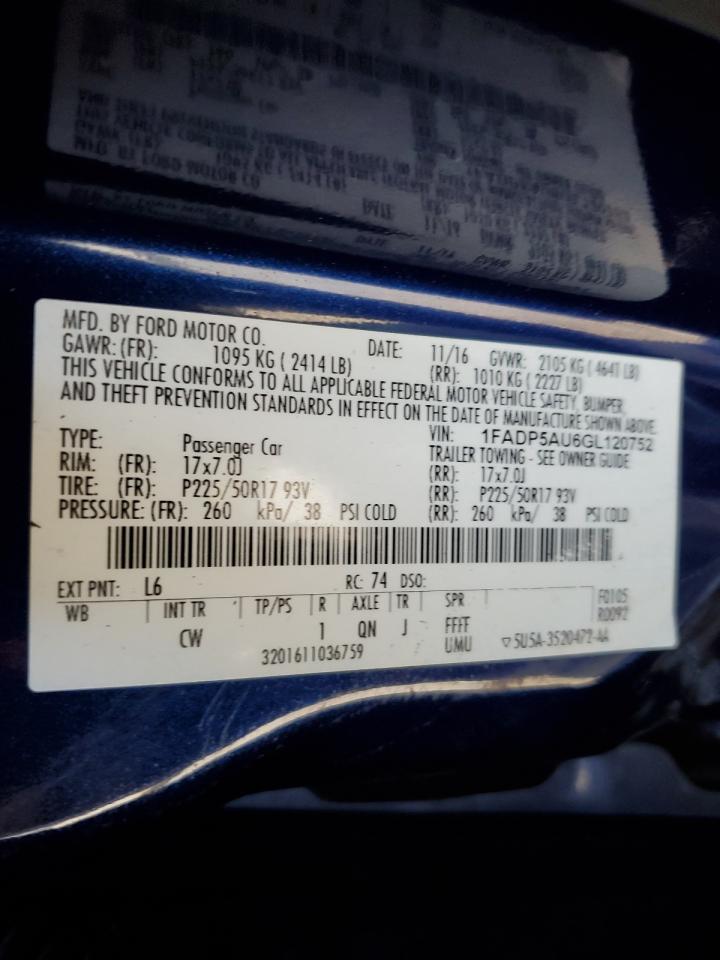 MFD. BY FORD MOTOR CO. DATE: 11/16 GVWR: 2105 KG ( 4641 LB)
GAWR: (FR): 1095 KG ( 2414 LB) (RR): 1010 KG ( 2227 LB)
THIS VEHICLE CONFORMS TO ALL APPLICABLE FEDERAL MOTOR VEHICLE SAFETY, BUMPER,
AND THEFT PREVENTION STANDARDS IN EFFECT ON THE DATE OF MANUFACTURE SHOWN ABOVE.
VIN: 1FADP5AU6GL120752
TYPE: Passenger Car TRAILER TOWING - SEE OWNER GUIDE
RIM: (FR): 17x7.0J (RR): 17x7.0J
TIRE: (FR): P225/50R17 93V (RR): P225/50R17 93V
PRESSURE: (FR): 260 kPa/ 38 PSI COLD (RR): 260 kPa/ 38 PSI COLD
EXT PNT: L6 RC: 74 DSO: F0105
WB INT TR TP/PS R AXLE TR SPR R0092
CW 1 QN J FFFF
3201611036759 UMU ▽5U5A-3520472-AA